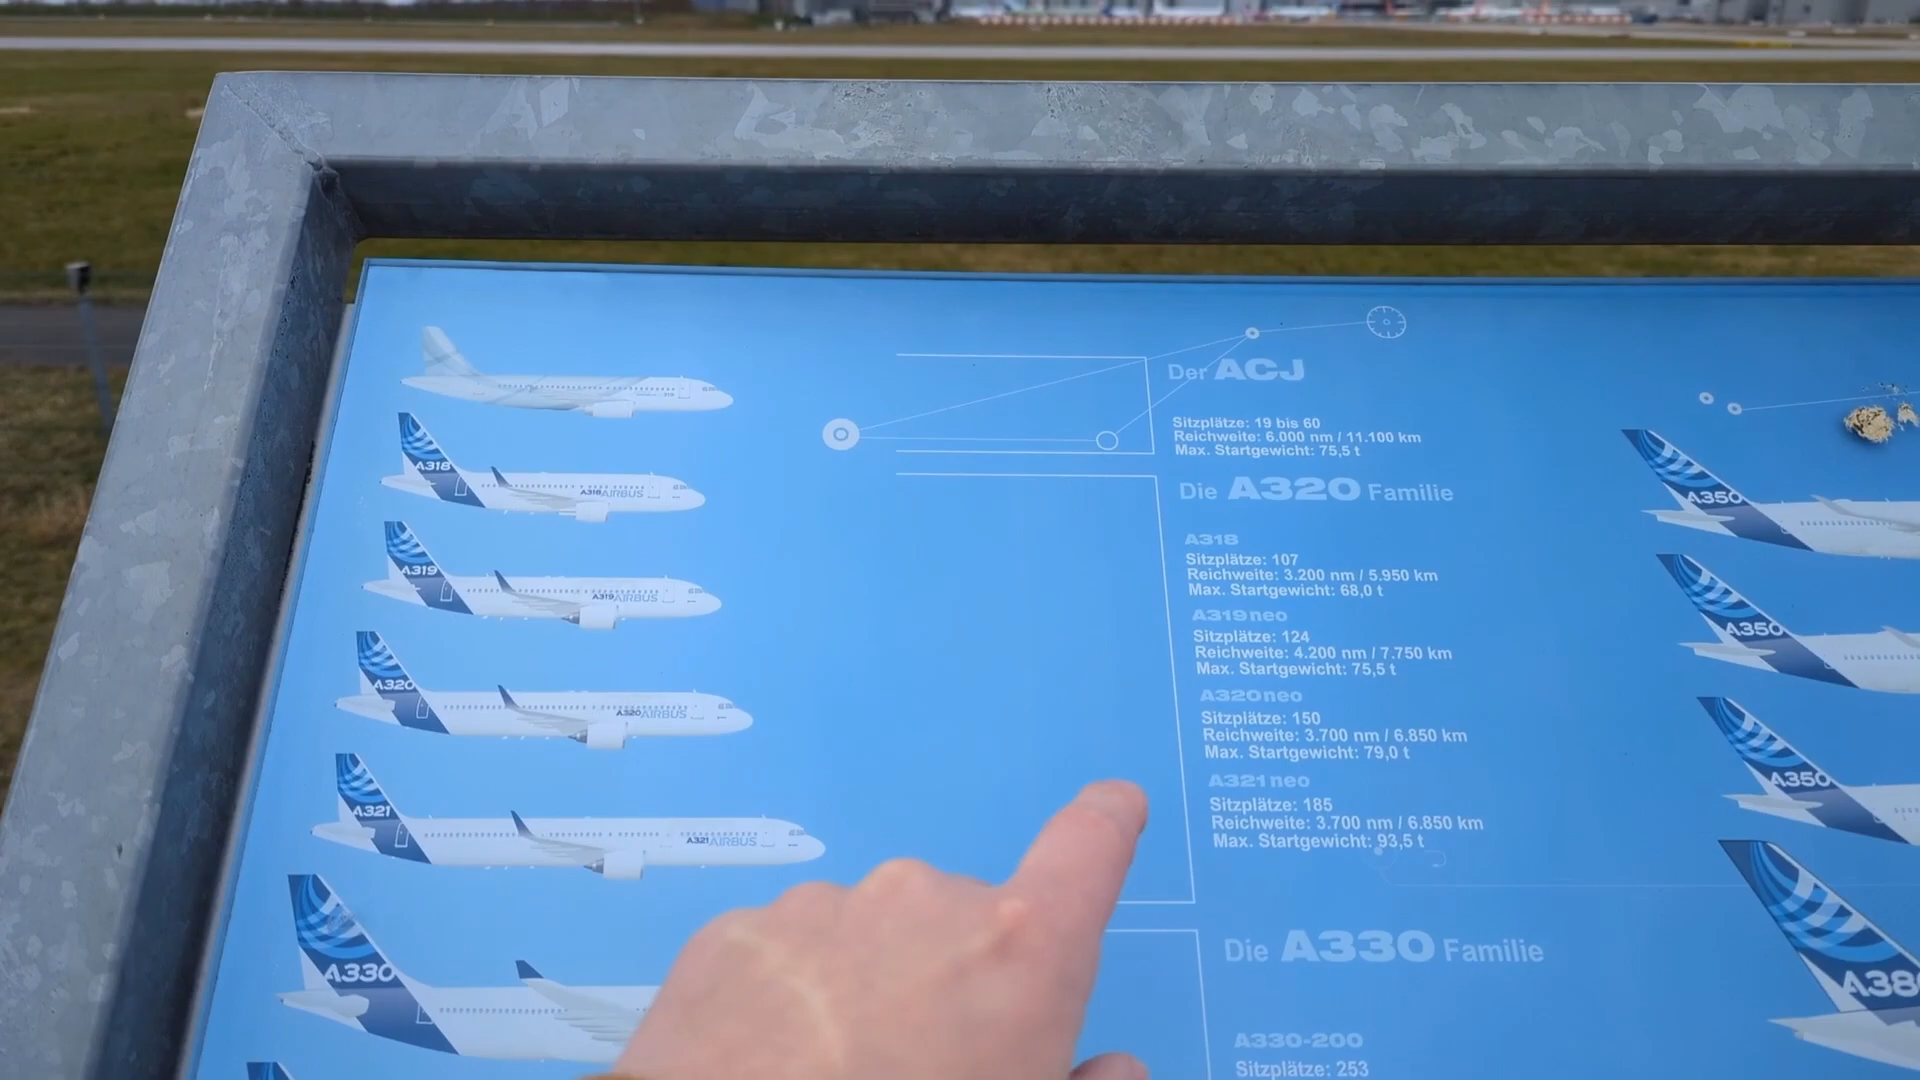 Der ACJ
Sitzplätze: 19 bis 60
Reichweite: 6.000 nm / 11.100 km
Max. Startgewicht: 75,5 t
Die A320 Familie
A318
Sitzplätze: 107
Reichweite: 3.200 nm / 5.950 km
Max. Startgewicht: 68,0 t
A319neo
Sitzplätze: 124
Reichweite: 4.200 nm / 7.750 km
Max. Startgewicht: 75,5 t
A320neo
Sitzplätze: 150
Reichweite: 3.700 nm / 6.850 km
Max. Startgewicht: 79,0 t
A321neo
Sitzplätze: 185
Reichweite: 3.700 nm / 6.850 km
Max. Startgewicht: 93,5 t
Die A330 Familie
A330-200
Sitzplätze: 253
A318
A318 AIRBUS
A319
A319 AIRBUS
A320
A320 AIRBUS
A321
A321 AIRBUS
A330
A350
A350
A350
A380